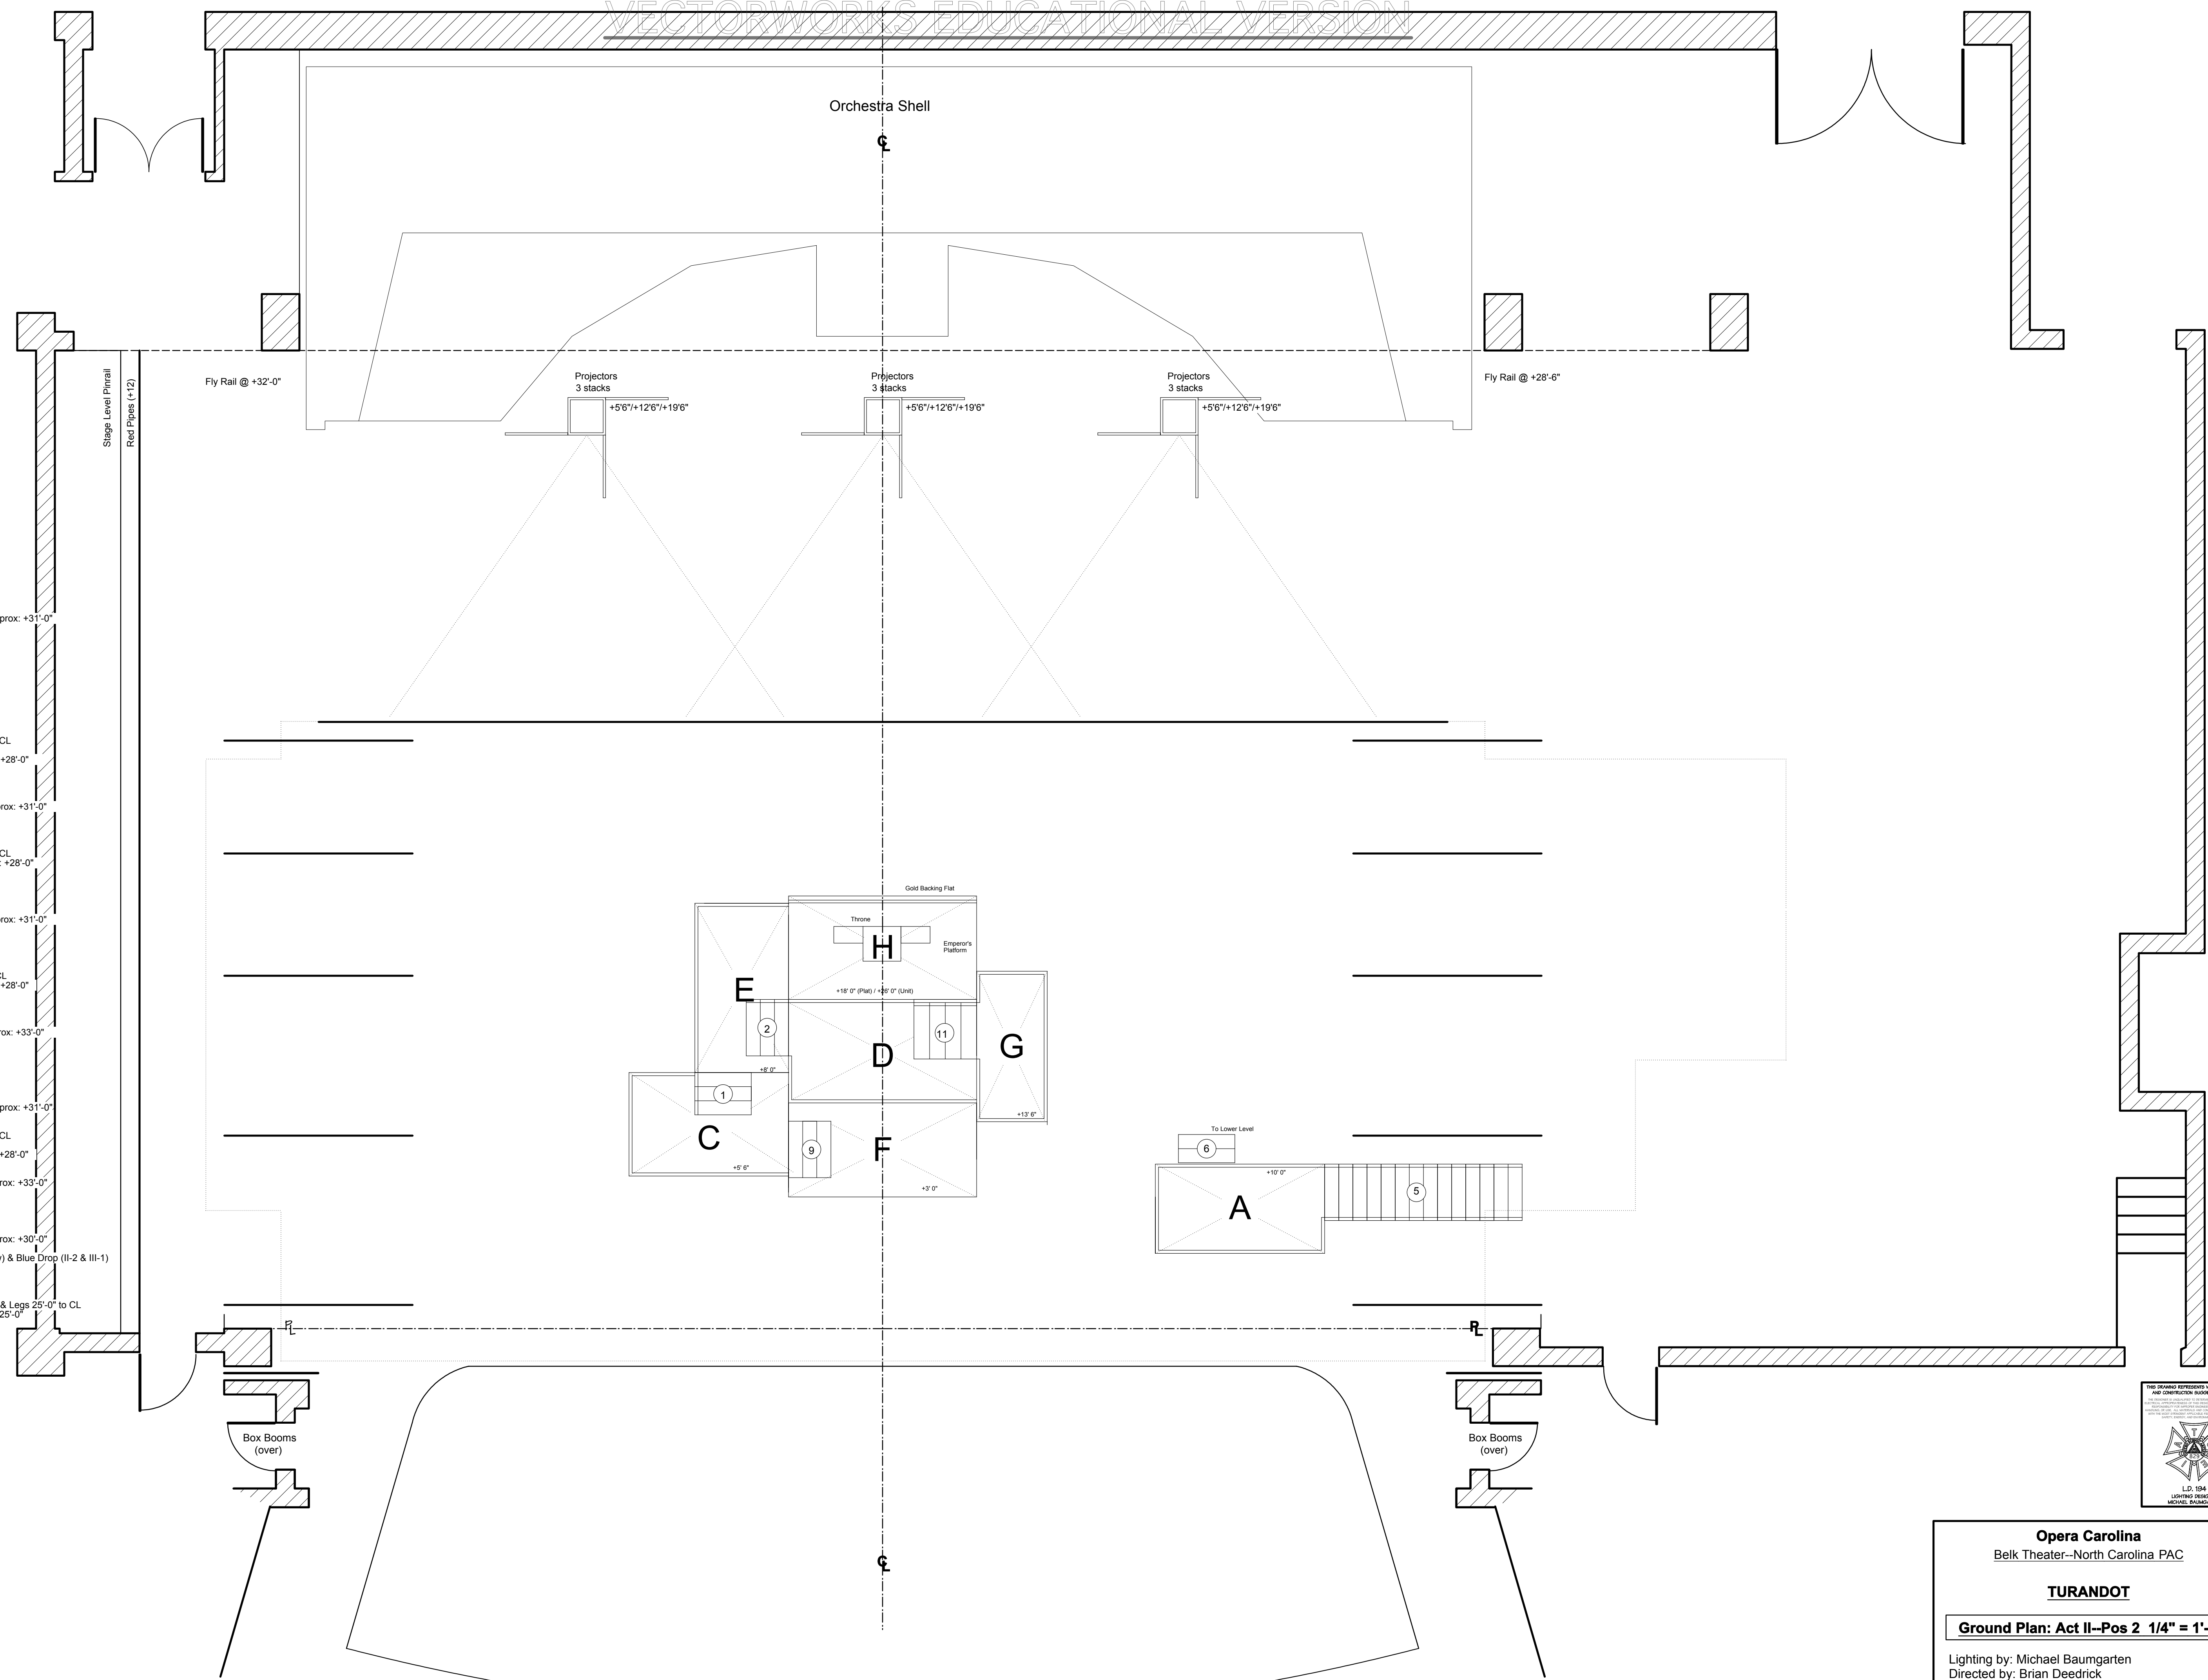 VECTORWORKS EDUCATIONAL VERSION
Orchestra Shell
CL
Stage Level Pinrail
Red Pipes (+12)
Fly Rail @ +32'-0"
Projectors
3 stacks
+5'6"/+12'6"/+19'6"
Projectors
3 stacks
+5'6"/+12'6"/+19'6"
Projectors
3 stacks
+5'6"/+12'6"/+19'6"
Fly Rail @ +28'-6"
prox: +31'-0"
CL
+28'-0"
rox: +31'-0"
CL
: +28'-0"
rox: +31'-0"
CL
+28'-0"
rox: +33'-0"
prox: +31'-0"
CL
+28'-0"
rox: +33'-0"
rox: +30'-0"
) & Blue Drop (II-2 & III-1)
& Legs 25'-0" to CL
25'-0"
Gold Backing Flat
Throne
H
Emperor's
Platform
E
+18' 0" (Plat) / +26' 0" (Unit)
2
11
D
G
+8' 0"
1
+13' 6"
C
9
F
+5' 6"
+3' 0"
To Lower Level
6
+10' 0"
5
A
PL
PL
Box Booms
(over)
Box Booms
(over)
CL
THIS DRAWING REPRESENTS
AND CONSTRUCTION
L.D. 194
LIGHTING
MICHAEL
Opera Carolina
Belk Theater--North Carolina PAC
TURANDOT
Ground Plan: Act II--Pos 2 1/4" = 1'-
Lighting by: Michael Baumgarten
Directed by: Brian Deedrick